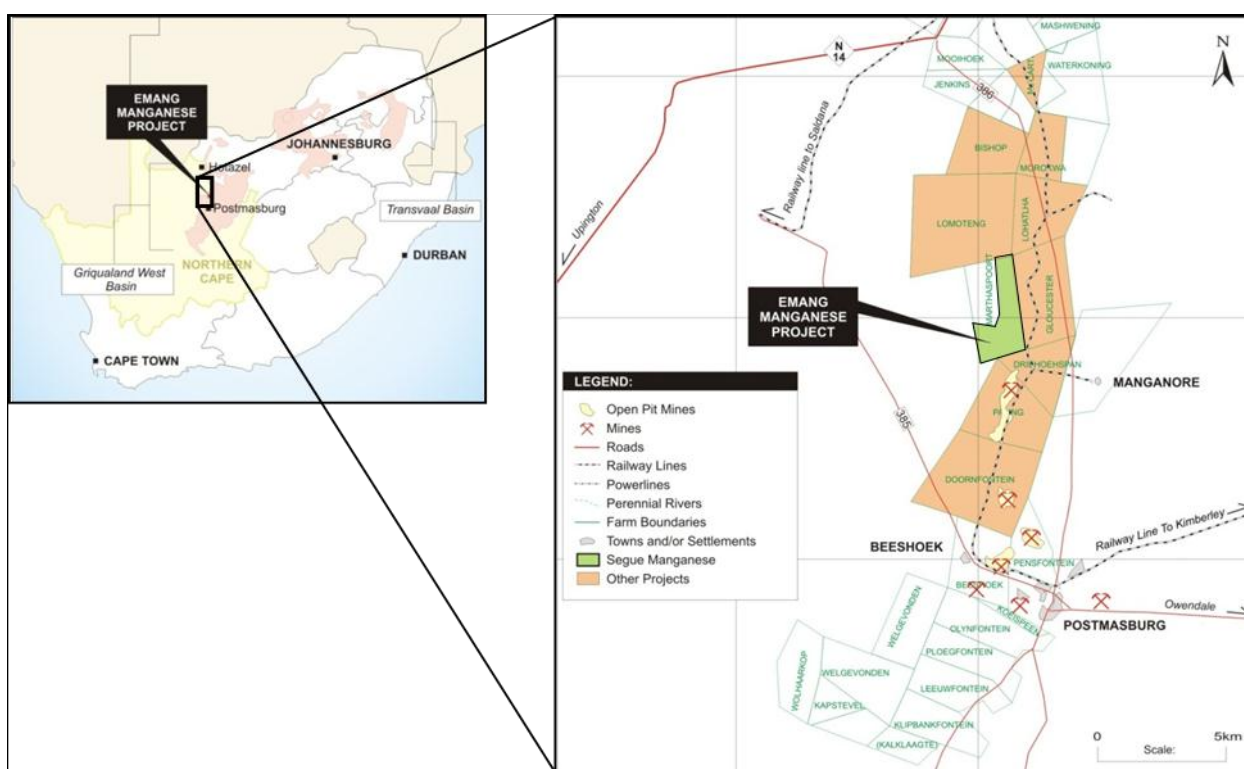 EMANG
MANGANESE
PROJECT
JOHANNESBURG
Hotazel
Postmasburg
Transvaal Basin
NORTHERN
CAPE
Griqualand West
Basin
DURBAN
CAPE TOWN
N
14
N
MASHWENING
MOOIHOEK
WATERKONING
JENKINS
386
Railway line to Saldana
BISHOP
MOROKWA
Upington
LOMOTENG
LOHATLHA
MARTHASPOORT
GLOUCESTER
EMANG
MANGANESE
PROJECT
DRIEHOEHSPAN
MANGANORE
LEGEND:
Open Pit Mines
Mines
Roads
Railway Lines
Powerlines
Perennial Rivers
Farm Boundaries
Towns and/or Settlements
Segue Manganese
Other Projects
385
DOORNFONTEIN
BEESHOEK
PENSFONTEIN
Railway Line To Kimberley
BEESHOEK
KOEISPEEN
Owendale
POSTMASBURG
WELGEVONDEN
OLYNFONTEIN
PLOEGFONTEIN
WOLHAARKOP
WELGEVONDEN
LEEUWFONTEIN
KAPSTEVEL
KLIPBANKFONTEIN
(KALKLAAGTE)
0 5km
Scale: